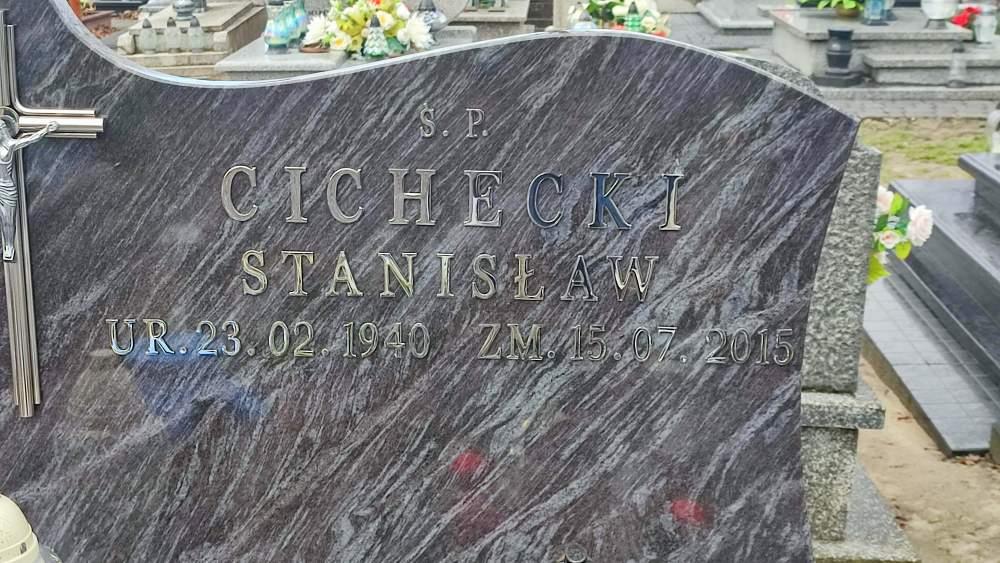 Ś. P.
CICHECKI
STANISŁAW
UR. 23. 02. 1940 ZM. 15. 07. 2015